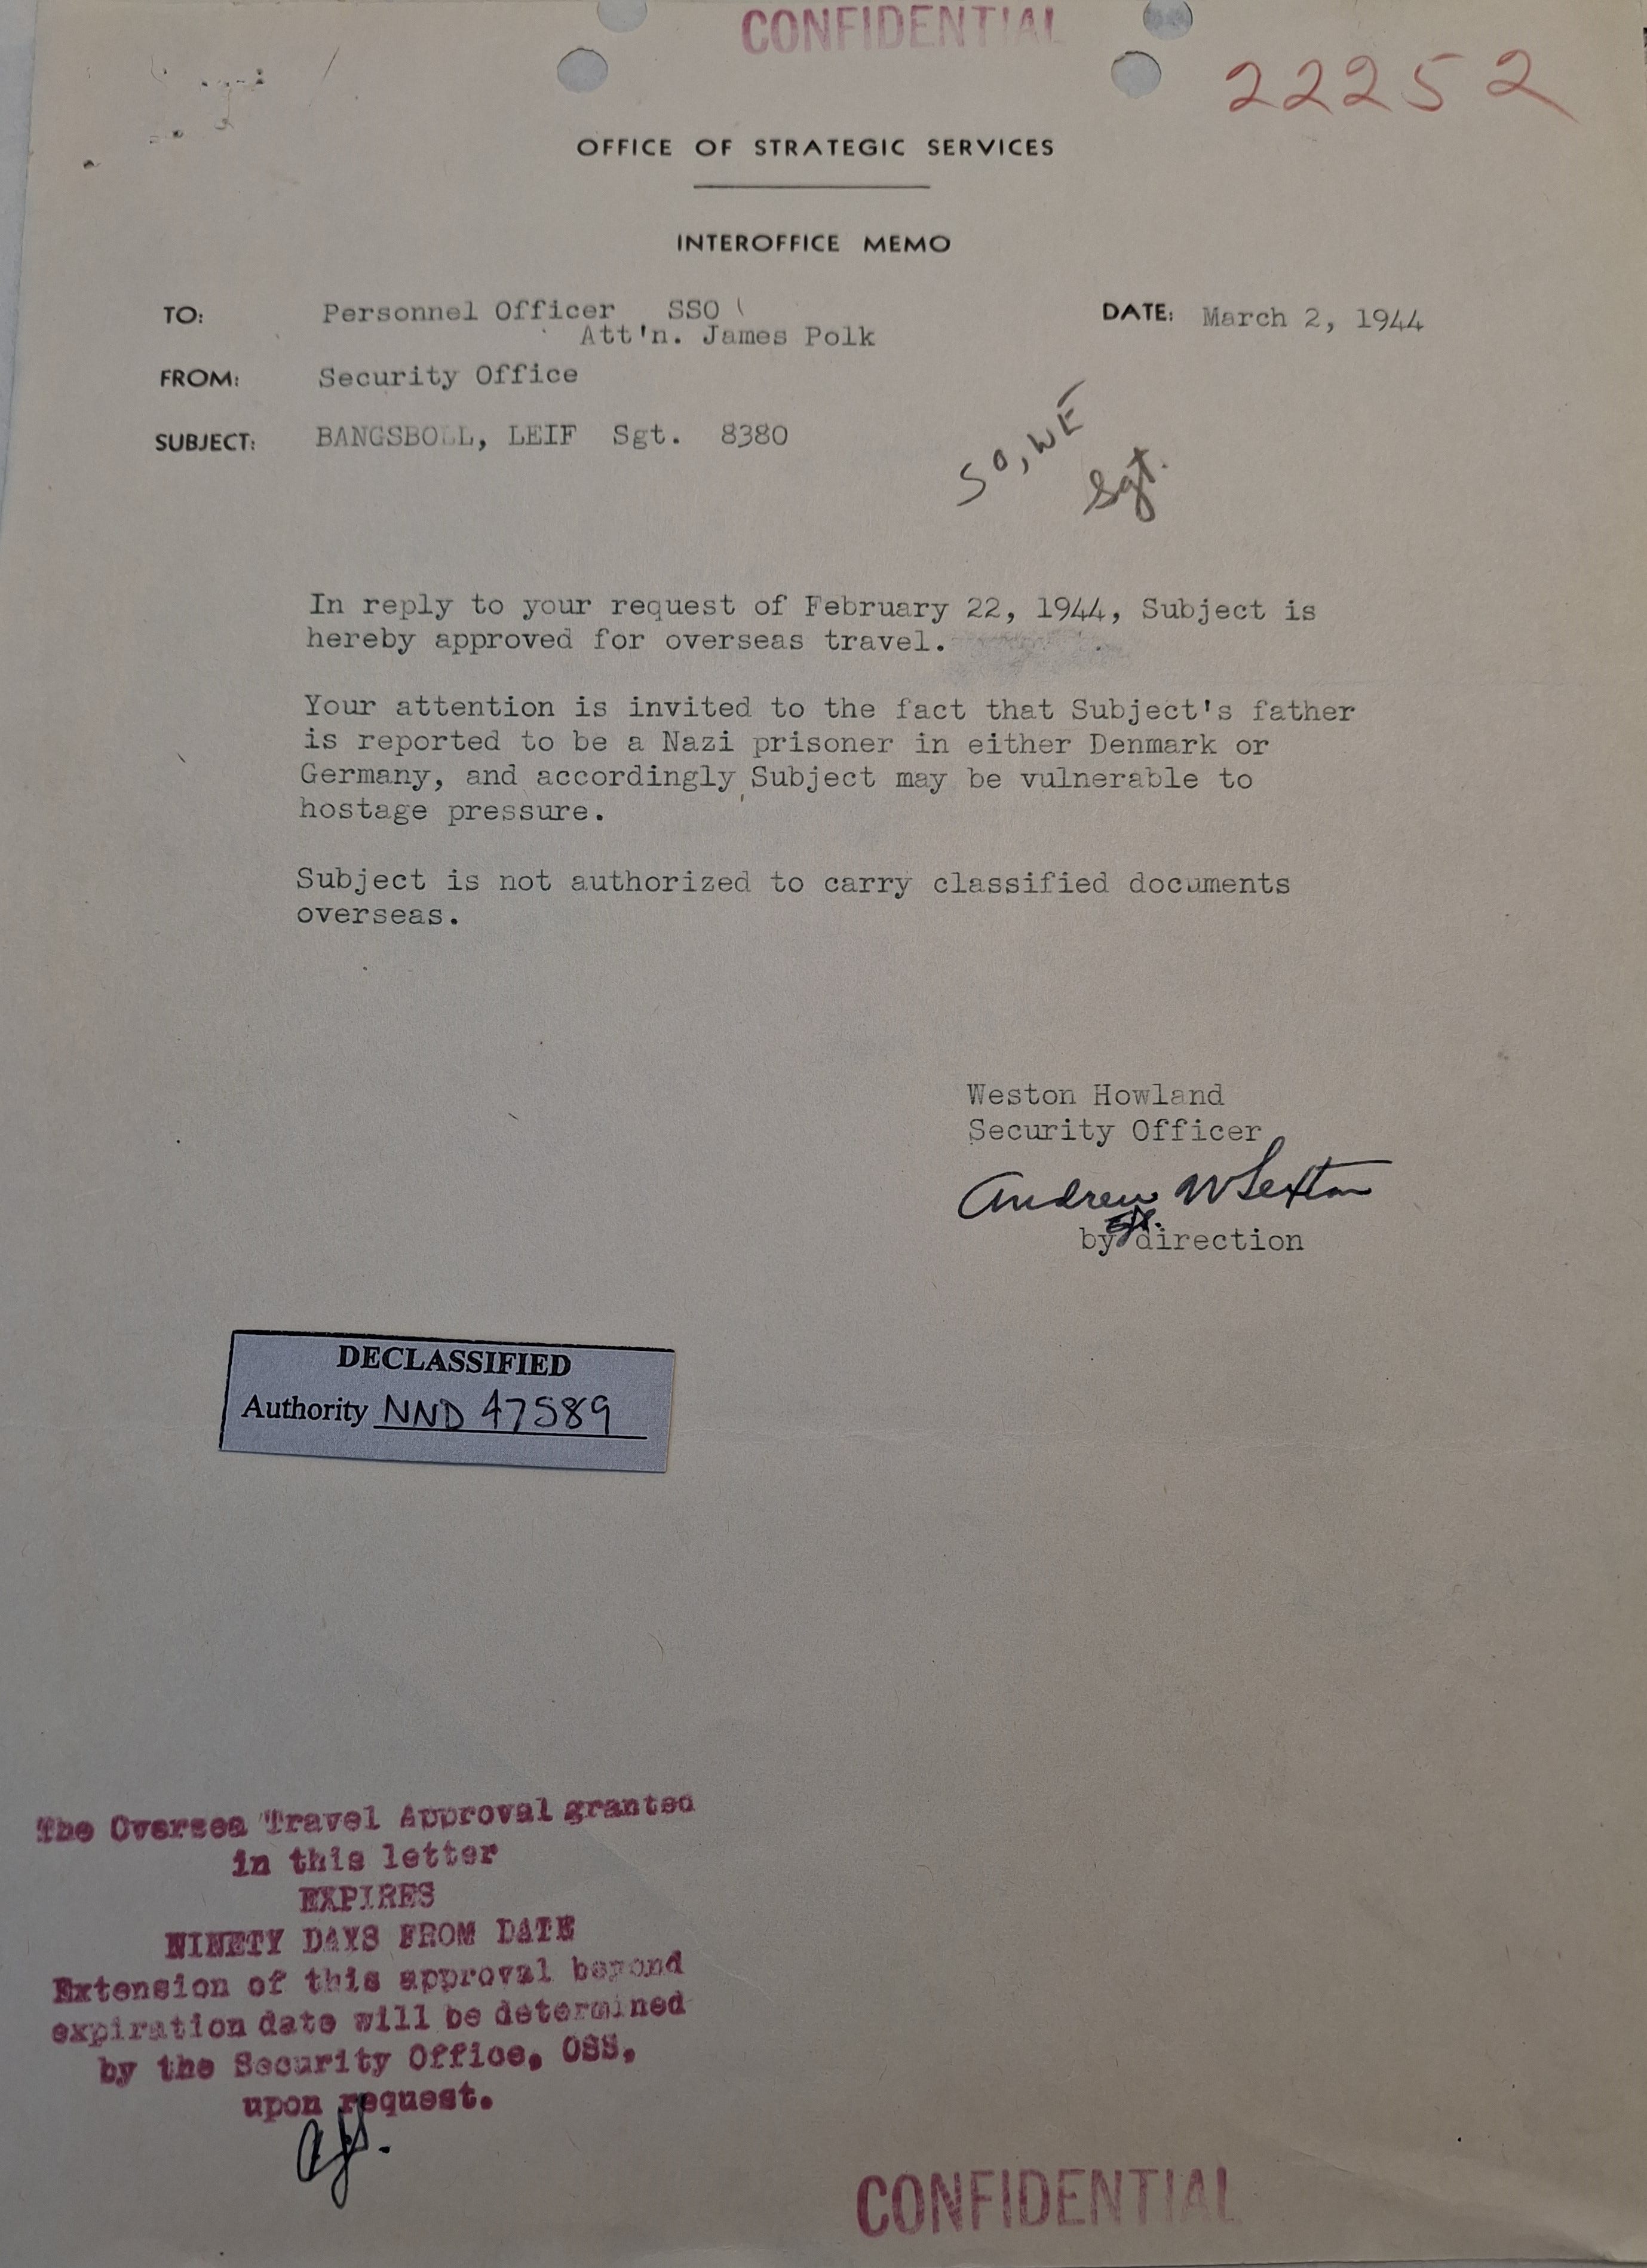 CONFIDENTIAL
22252
OFFICE OF STRATEGIC SERVICES
INTEROFFICE MEMO
TO: Personnel Officer SSO
Att'n. James Polk
DATE: March 2, 1944
FROM: Security Office
SUBJECT: BANGSBOLL, LEIF Sgt. 8380
SO, WE
Sgt.
In reply to your request of February 22, 1944, Subject is
hereby approved for overseas travel.
Your attention is invited to the fact that Subject's father
is reported to be a Nazi prisoner in either Denmark or
Germany, and accordingly Subject may be vulnerable to
hostage pressure.
Subject is not authorized to carry classified documents
overseas.
Weston Howland
Security Officer
Andrew W Sexton
by direction
DECLASSIFIED
Authority NND 47589
The Oversea Travel Approval granted
in this letter
EXPIRES
NINETY DAYS FROM DATE
Extension of this approval beyond
expiration date will be determined
by the Security Office, OSS,
upon request.
CONFIDENTIAL